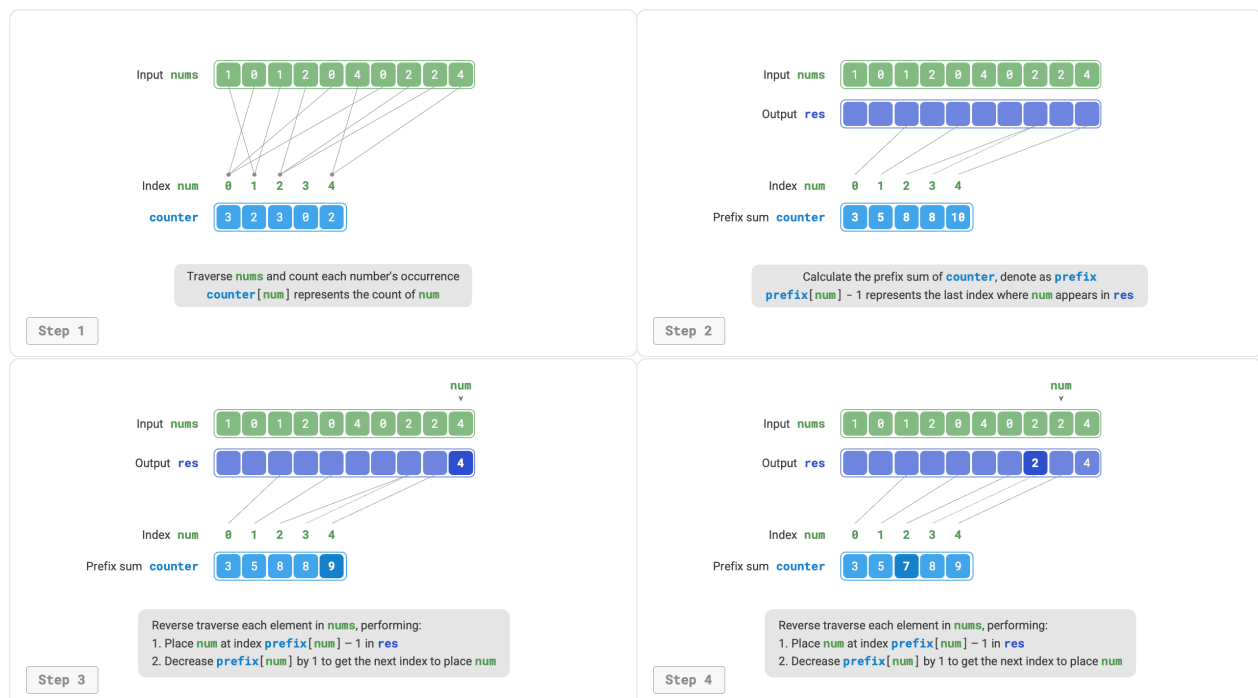 Input nums 1 0 1 2 0 4 0 2 2 4
Index num 0 1 2 3 4
counter 3 2 3 0 2
Traverse nums and count each number's occurrence
counter[num] represents the count of num
Step 1
Input nums 1 0 1 2 0 4 0 2 2 4
Output res
Index num 0 1 2 3 4
Prefix sum counter 3 5 8 8 10
Calculate the prefix sum of counter, denote as prefix
prefix[num] - 1 represents the last index where num appears in res
Step 2
num
Input nums 1 0 1 2 0 4 0 2 2 4
Output res 4
Index num 0 1 2 3 4
Prefix sum counter 3 5 8 8 9
Reverse traverse each element in nums, performing:
1. Place num at index prefix[num] – 1 in res
2. Decrease prefix[num] by 1 to get the next index to place num
Step 3
num
Input nums 1 0 1 2 0 4 0 2 2 4
Output res 2 4
Index num 0 1 2 3 4
Prefix sum counter 3 5 7 8 9
Reverse traverse each element in nums, performing:
1. Place num at index prefix[num] – 1 in res
2. Decrease prefix[num] by 1 to get the next index to place num
Step 4